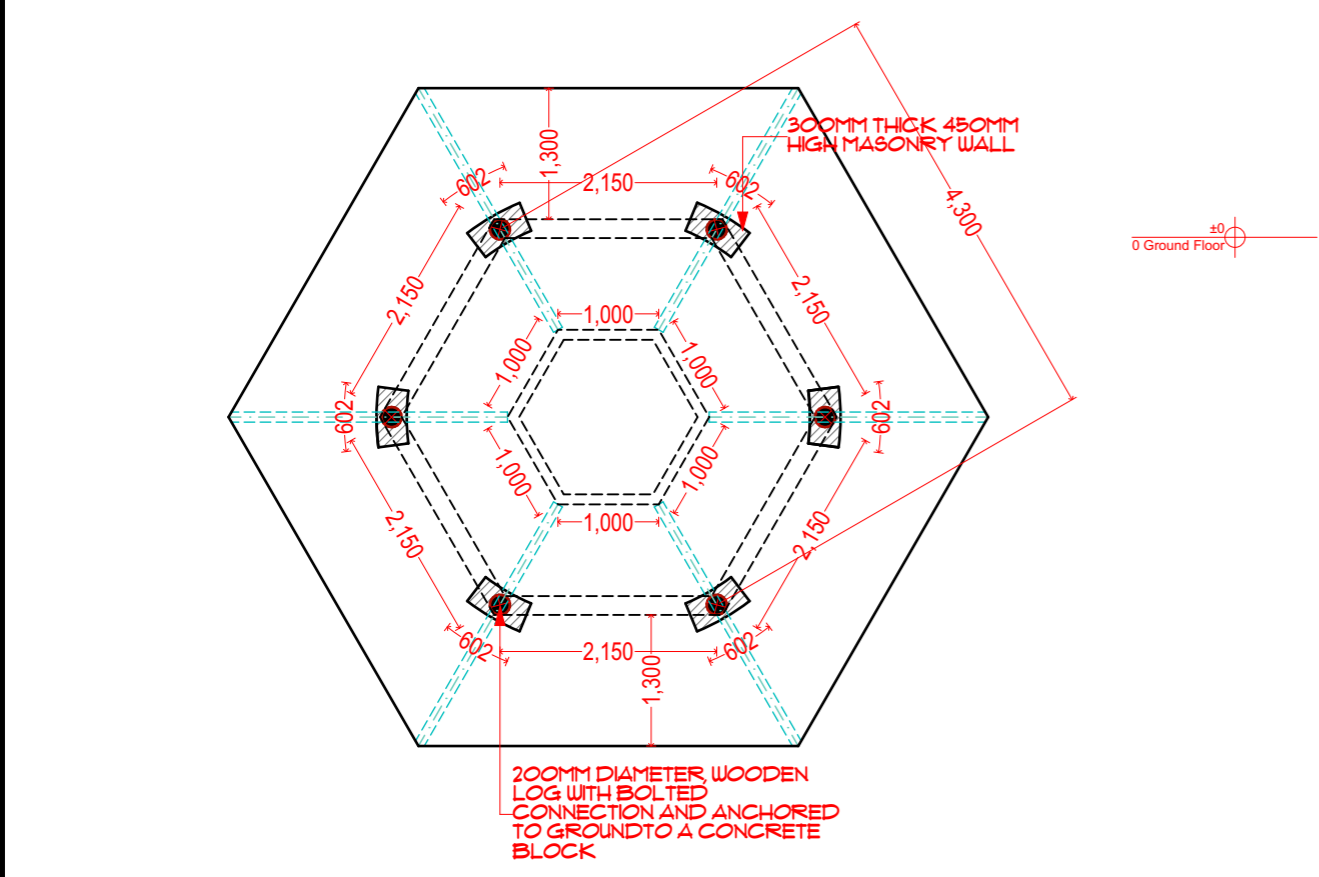 300MM THICK 450MM
HIGH MASONRY WALL
1,300
602
2,150
602
4,300
±0
0 Ground Floor
2,150
2,150
1,000
1,000
1,000
602
602
1,000
1,000
1,000
2,150
2,150
602
2,150
602
1,300
200MM DIAMETER, WOODEN
LOG WITH BOLTED
CONNECTION AND ANCHORED
TO GROUNDTO A CONCRETE
BLOCK